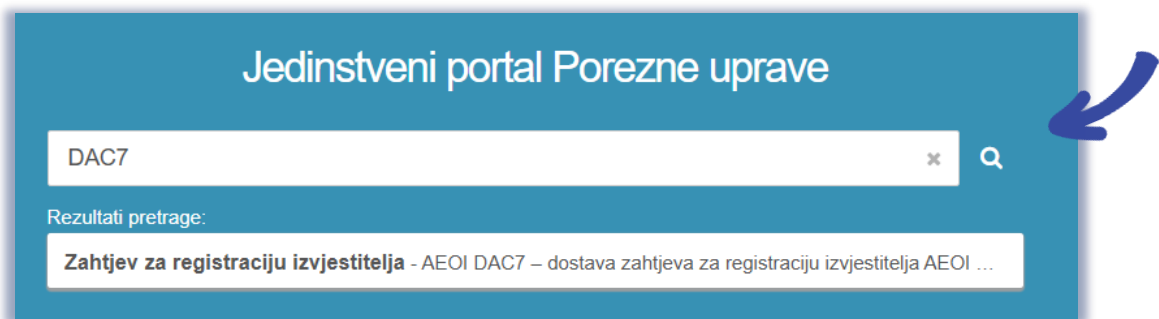 Jedinstveni portal Porezne uprave
DAC7
Rezultati pretrage:
Zahtjev za registraciju izvjestitelja - AEOI DAC7 – dostava zahtjeva za registraciju izvjestitelja AEOI …